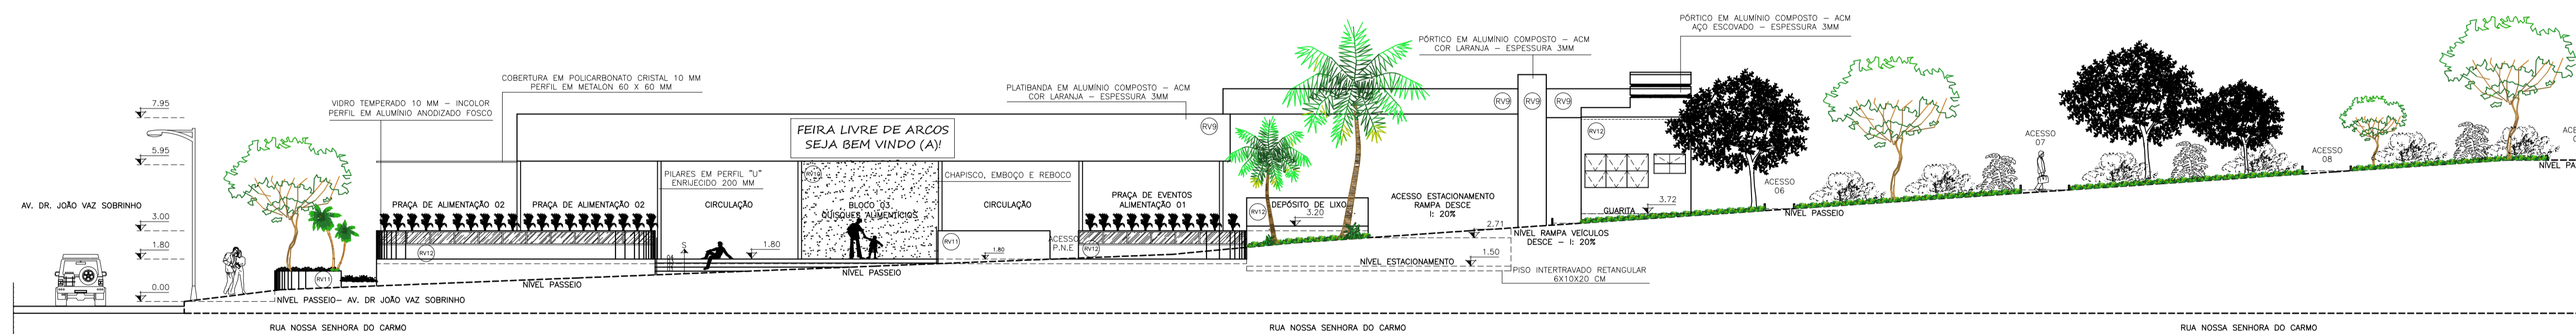 PÓRTICO EM ALUMÍNIO COMPOSTO – ACM
AÇO ESCOVADO – ESPESSURA 3MM
PÓRTICO EM ALUMÍNIO COMPOSTO – ACM
COR LARANJA – ESPESSURA 3MM
COBERTURA EM POLICARBONATO CRISTAL 10 MM
PERFIL EM METALON 60 X 60 MM
PLATIBANDA EM ALUMÍNIO COMPOSTO – ACM
COR LARANJA – ESPESSURA 3MM
VIDRO TEMPERADO 10 MM – INCOLOR
PERFIL EM ALUMÍNIO ANODIZADO FOSCO
7.95
5.95
3.00
1.80
0.00
AV. DR. JOÃO VAZ SOBRINHO
FEIRA LIVRE DE ARCOS
SEJA BEM VINDO (A)!
RV9
RV9
RV9
RV9
RV12
PILARES EM PERFIL "U"
ENRIJECIDO 200 MM
RV10
CHAPISCO, EMBOÇO E REBOCO
PRAÇA DE ALIMENTAÇÃO 02
PRAÇA DE ALIMENTAÇÃO 02
CIRCULAÇÃO
BLOCO 03
QUISQUES ALIMENTÍCIOS
CIRCULAÇÃO
PRAÇA DE EVENTOS
ALIMENTAÇÃO 01
RV12
DEPÓSITO DE LIXO
3.20
ACESSO ESTACIONAMENTO
RAMPA DESCE
I: 20%
GUARITA
3.72
ACESSO
06
ACESSO
07
ACESSO
08
RV11
RV12
S
1.80
RV11
1.80
ACESSO
P.N.E
RV12
2.71
NÍVEL RAMPA VEÍCULOS
DESCE – I: 20%
1.50
NÍVEL ESTACIONAMENTO
PISO INTERTRAVADO RETANGULAR
6X10X20 CM
NÍVEL PASSEIO
NÍVEL PASSEIO
NÍVEL PASSEIO
NÍVEL PASSEIO– AV. DR JOÃO VAZ SOBRINHO
RUA NOSSA SENHORA DO CARMO
RUA NOSSA SENHORA DO CARMO
RUA NOSSA SENHORA DO CARMO